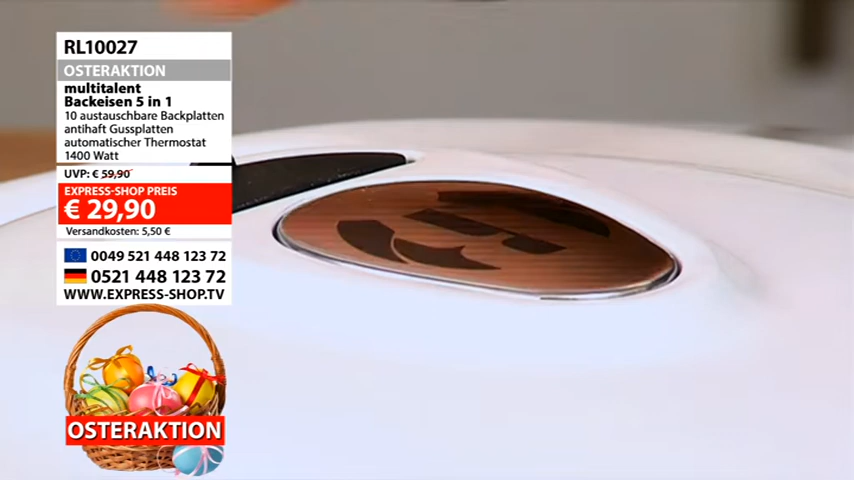 RL10027
OSTERAKTION
multitalent
Backeisen 5 in 1
10 austauschbare Backplatten
antihaft Gussplatten
automatischer Thermostat
1400 Watt
UVP: € 59,90
EXPRESS-SHOP PREIS
€ 29,90
Versandkosten: 5,50 €
0049 521 448 123 72
0521 448 123 72
WWW.EXPRESS-SHOP.TV
OSTERAKTION